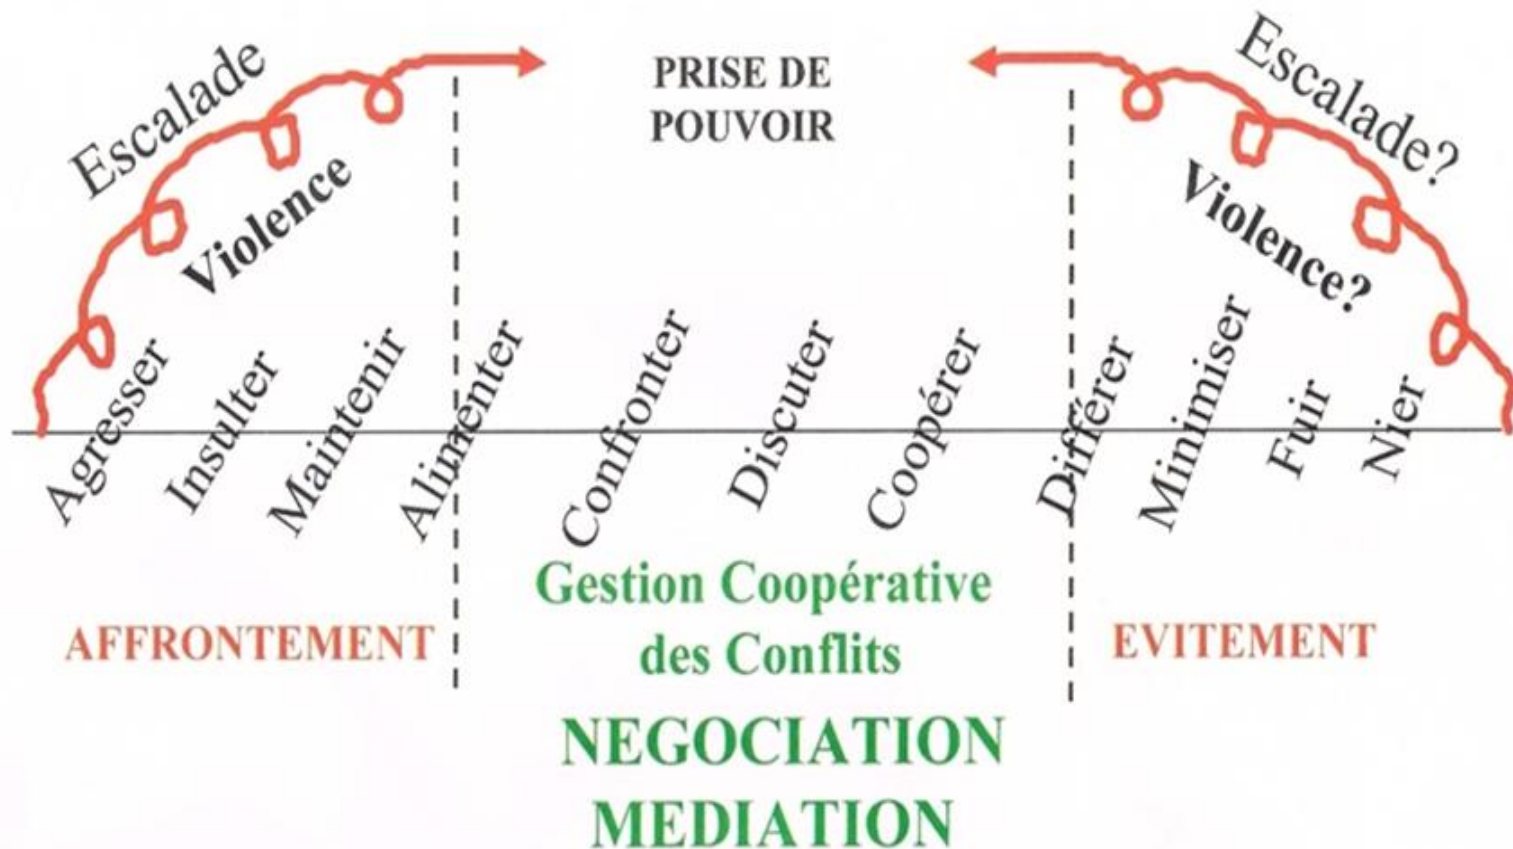 Escalade
Violence
PRISE DE
POUVOIR
Escalade?
Violence?
Agresser
Insulter
Maintenir
Alimenter
Confronter
Discuter
Coopérer
Différer
Minimiser
Fuir
Nier
AFFRONTEMENT
Gestion Coopérative
des Conflits
EVITEMENT
NEGOCIATION
MEDIATION